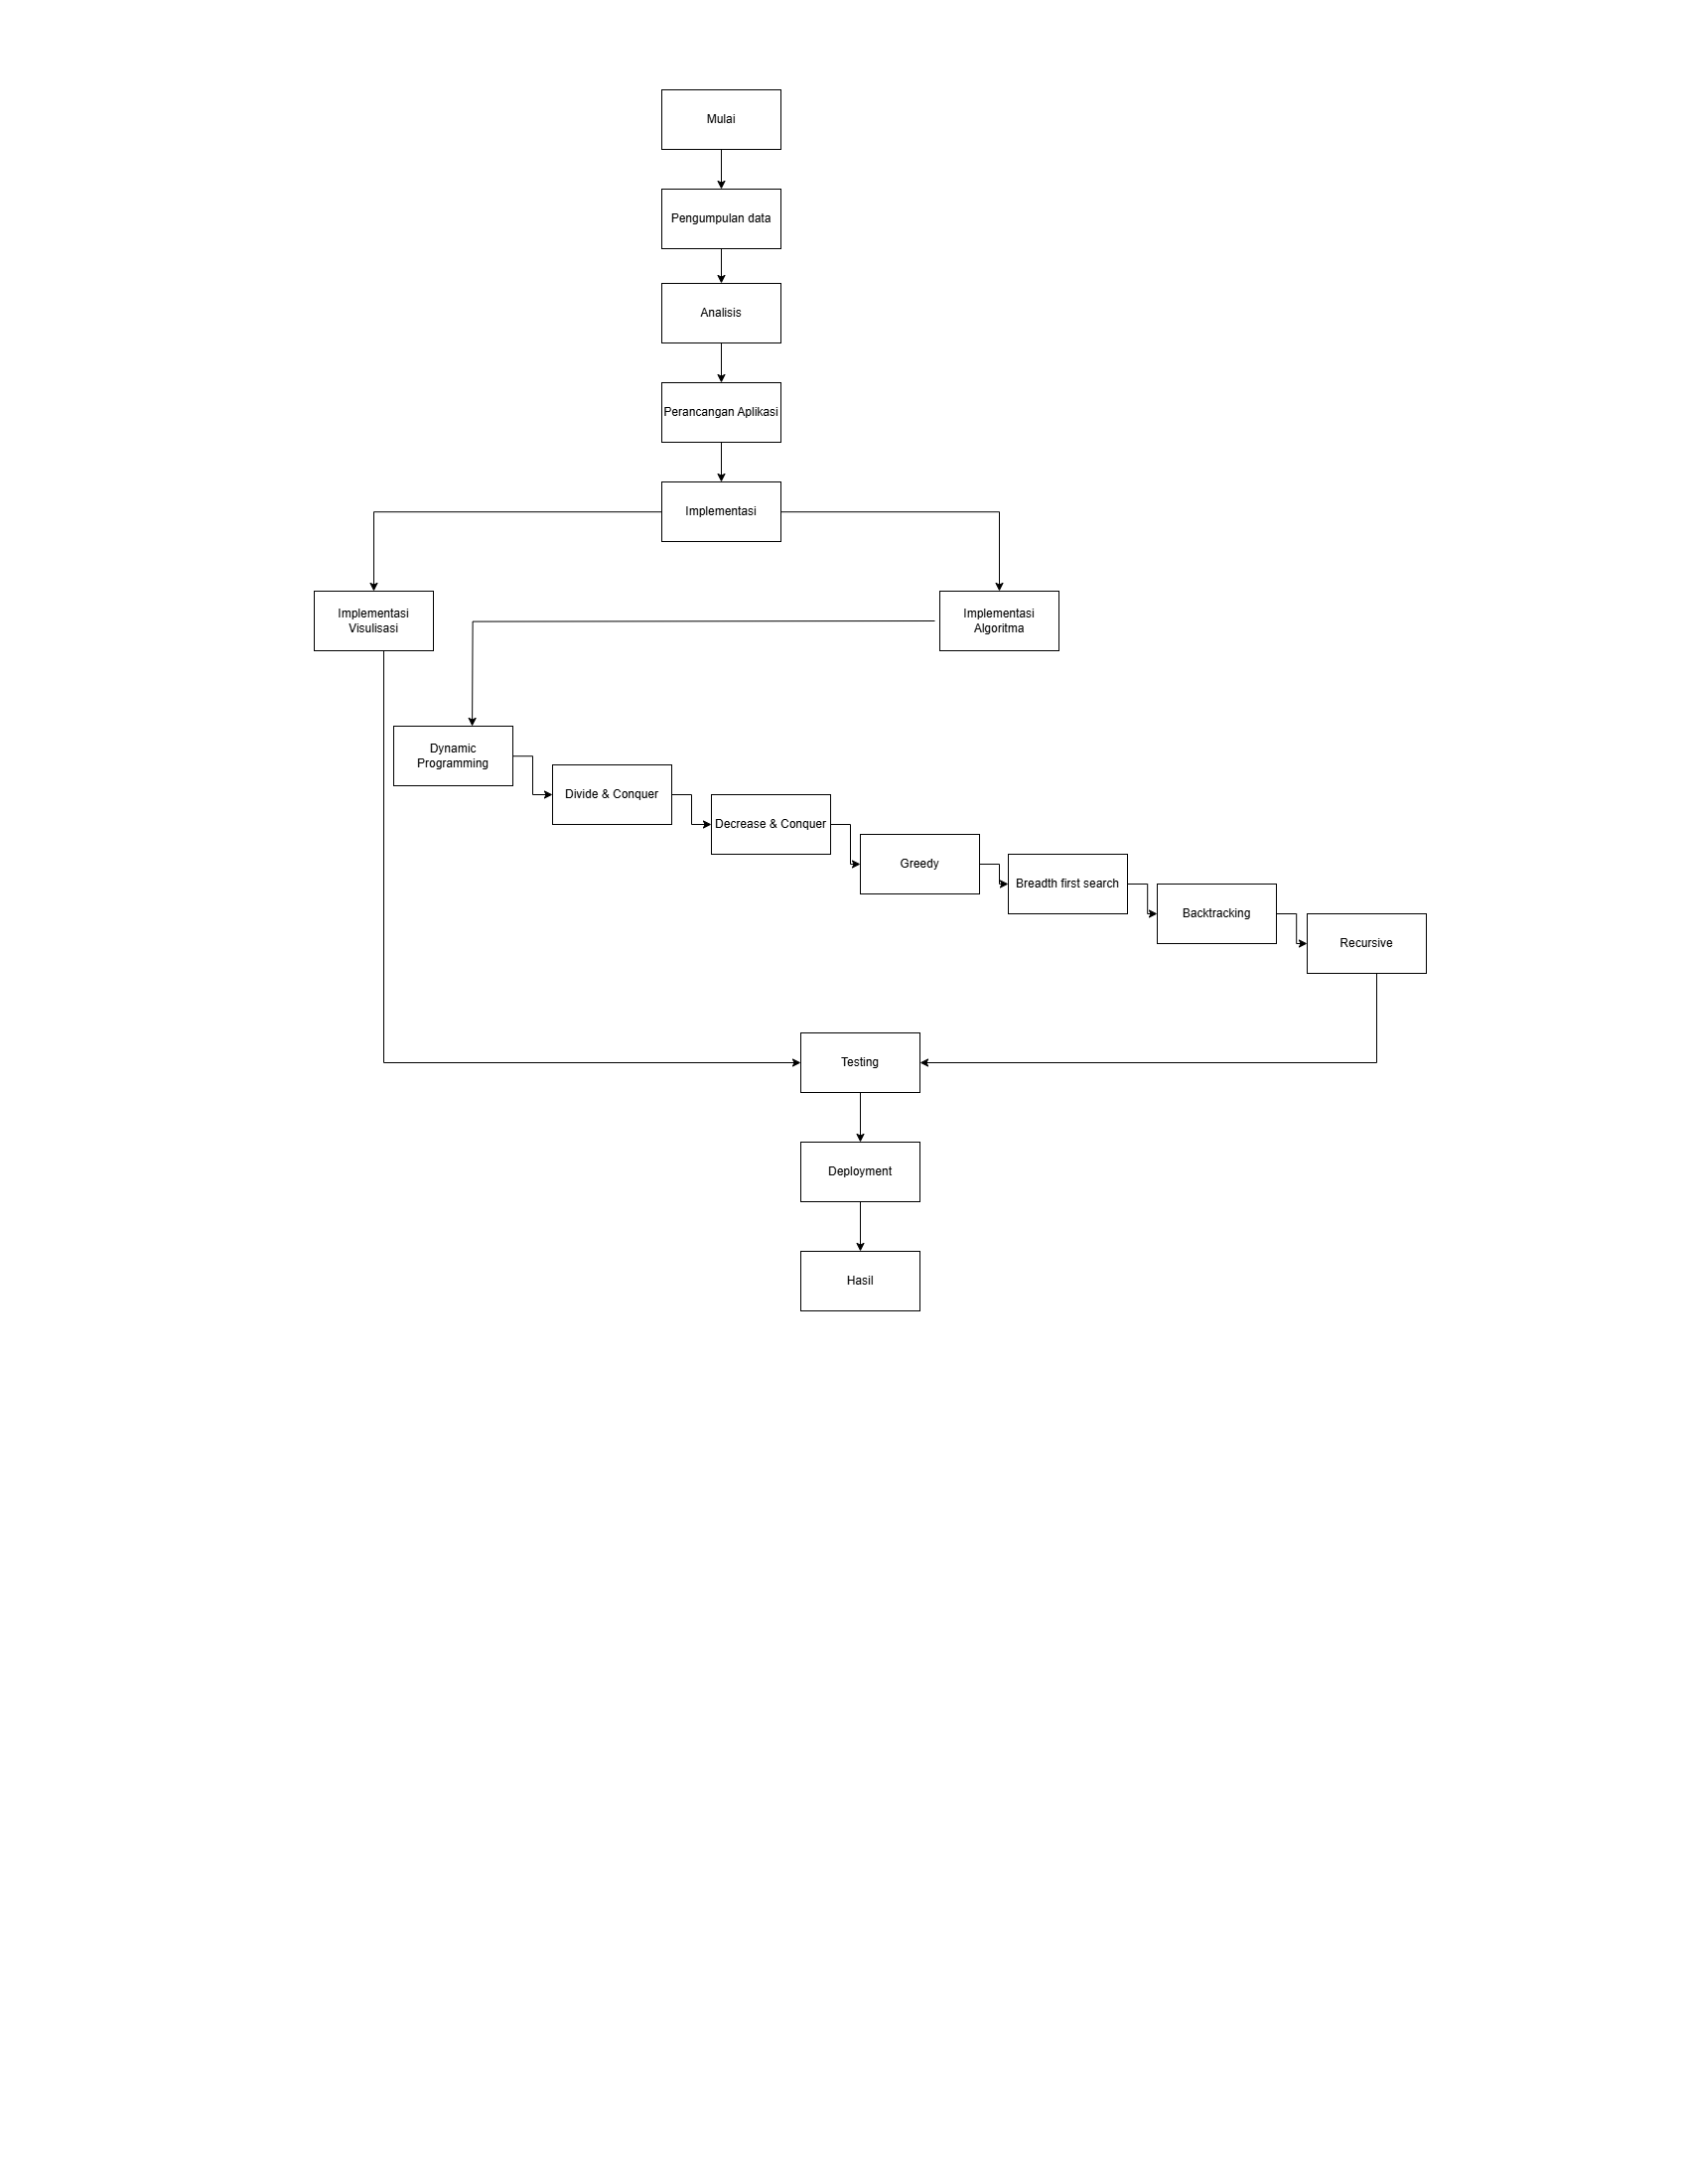 Mulai
Pengumpulan data
Analisis
Perancangan Aplikasi
Implementasi
Implementasi
Visulisasi
Implementasi
Algoritma
Dynamic
Programming
Divide & Conquer
Decrease & Conquer
Greedy
Breadth first search
Backtracking
Recursive
Testing
Deployment
Hasil